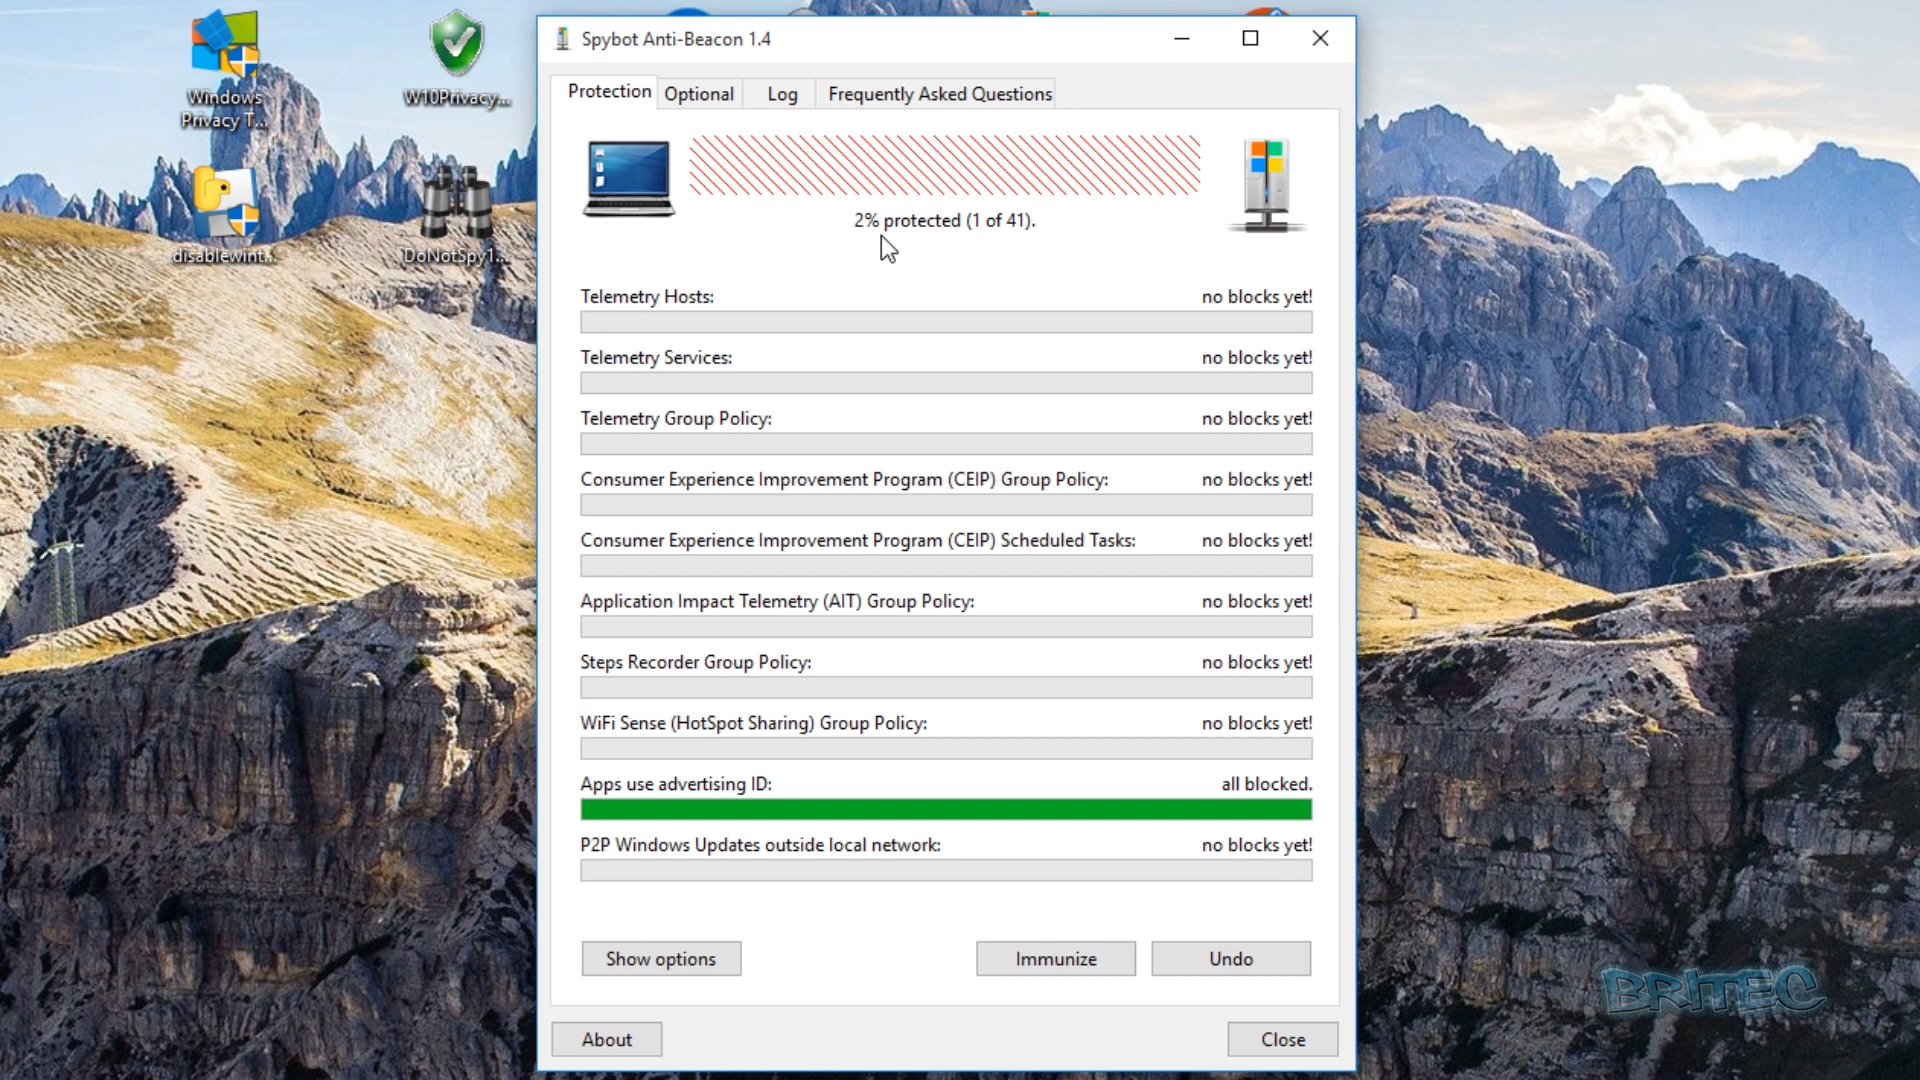 Windows
Privacy T...
W10Privacy...
disablewint...
DoNotSpy1...
Spybot Anti-Beacon 1.4
Protection
Optional
Log
Frequently Asked Questions
2% protected (1 of 41).
Telemetry Hosts: no blocks yet!
Telemetry Services: no blocks yet!
Telemetry Group Policy: no blocks yet!
Consumer Experience Improvement Program (CEIP) Group Policy: no blocks yet!
Consumer Experience Improvement Program (CEIP) Scheduled Tasks: no blocks yet!
Application Impact Telemetry (AIT) Group Policy: no blocks yet!
Steps Recorder Group Policy: no blocks yet!
WiFi Sense (HotSpot Sharing) Group Policy: no blocks yet!
Apps use advertising ID: all blocked.
P2P Windows Updates outside local network: no blocks yet!
Show options
Immunize
Undo
About
Close
BRITEC